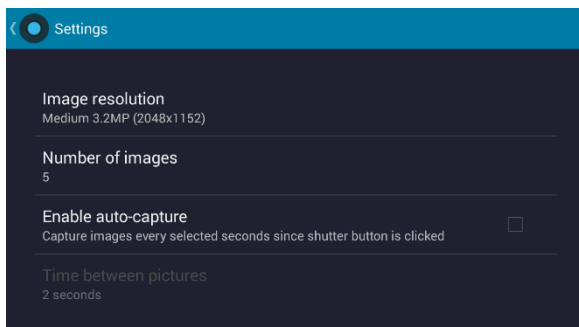 Settings
Image resolution
Medium 3.2MP (2048x1152)
Number of images
5
Enable auto-capture
Capture images every selected seconds since shutter button is clicked
Time between pictures
2 seconds